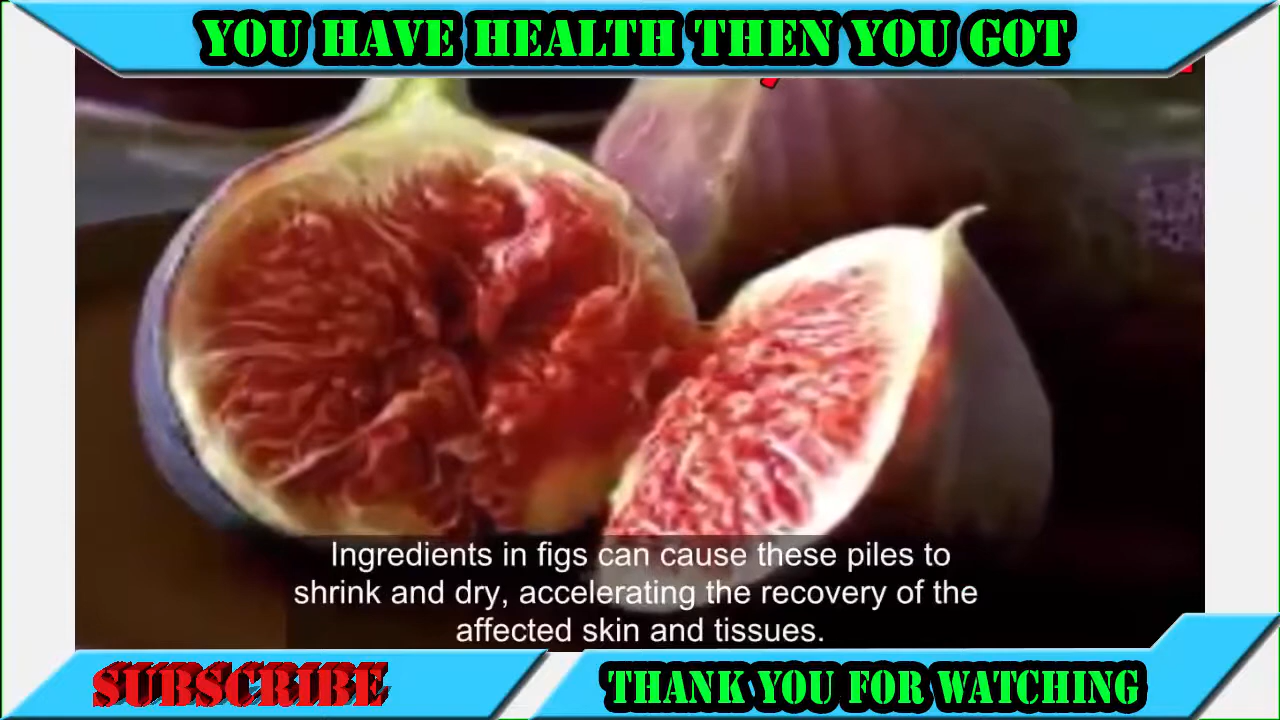 YOU HAVE HEALTH THEN YOU GOT
Ingredients in figs can cause these piles to
shrink and dry, accelerating the recovery of the
affected skin and tissues.
SUBSCRIBE
THANK YOU FOR WATCHING